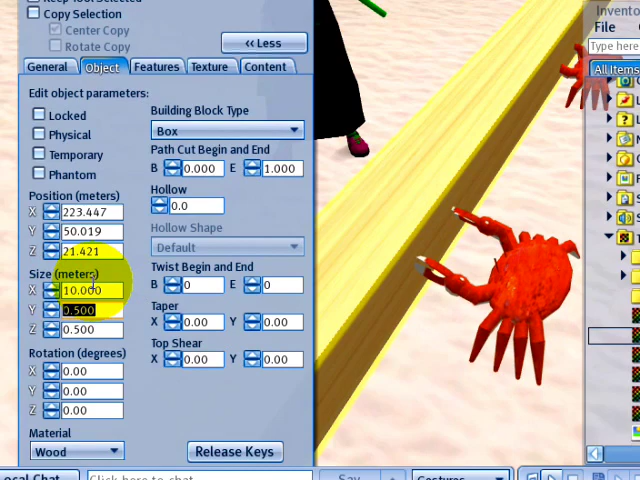 Keep Tool Selected
Copy Selection
Center Copy
Rotate Copy
<< Less
General
Object
Features
Texture
Content
Edit object parameters:
Locked
Physical
Temporary
Phantom
Position (meters)
X 223.447
Y 50.019
Z 21.421
Size (meters)
X 10.000
Y 0.500
Z 0.500
Rotation (degrees)
X 0.00
Y 0.00
Z 0.00
Material
Wood
Building Block Type
Box
Path Cut Begin and End
B 0.000 E 1.000
Hollow
0.0
Hollow Shape
Default
Twist Begin and End
B 0 E 0
Taper
X 0.00 Y 0.00
Top Shear
X 0.00 Y 0.00
Release Keys
Invento
File
Type here
All Items
ocal Chat
Click here to chat.
Say
Gestures